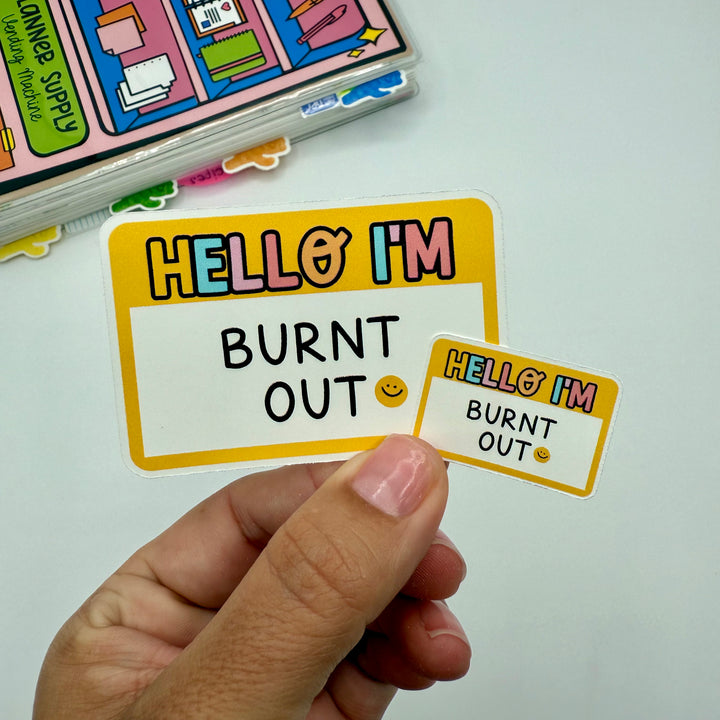 PLANNER SUPPLY
Vending Machine
HELLO I'M
BURNT
OUT
HELLO I'M
BURNT
OUT